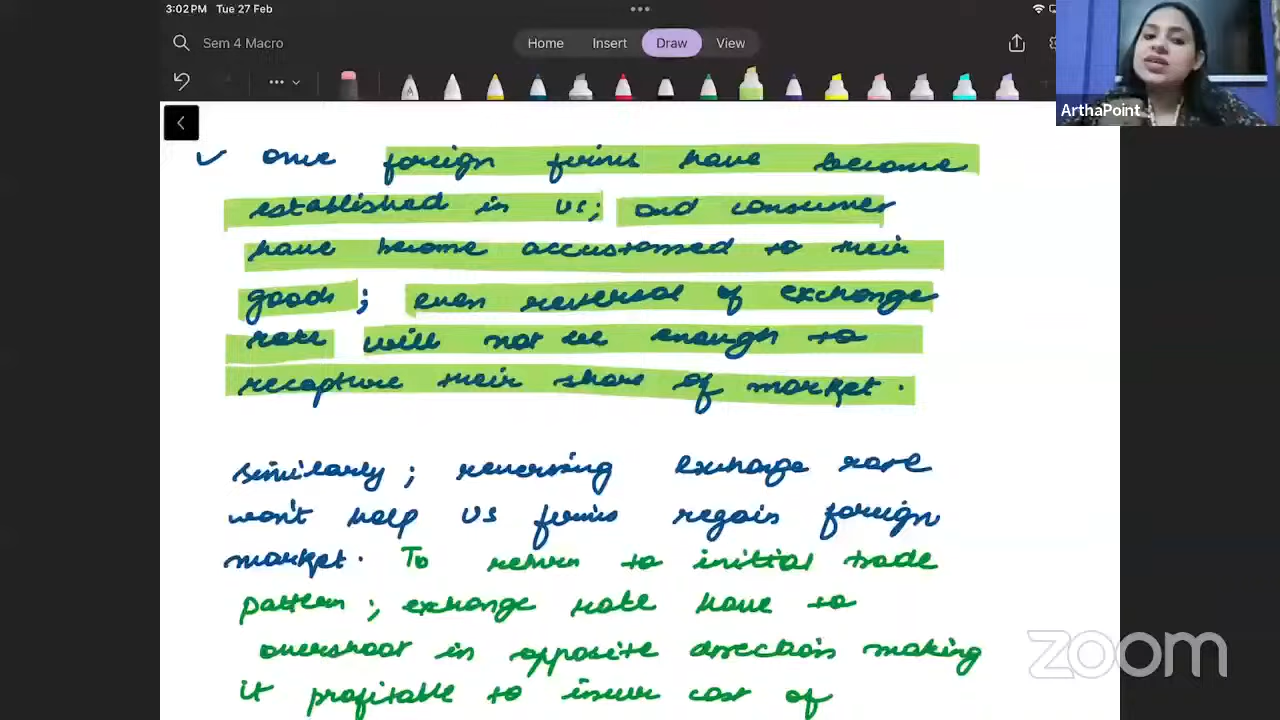 3:02 PM Tue 27 Feb
Sem 4 Macro
Home Insert Draw View
ArthaPoint
once foreign firms have become
established in US; and consumer
have become accustomed to their
goods; even reversal of exchange
rate will not be enough to
recapture their share of market.
similarly; reversing exchange rate
won't help US firms regain foreign
market. To return to initial trade
pattern; exchange rate have to
overshoot in opposite direction making
it profitable to incur cost of
zoom